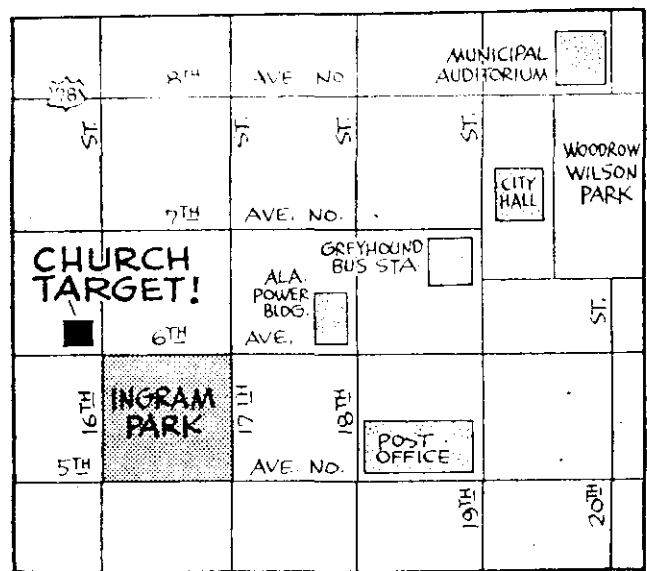 MUNICIPAL
AUDITORIUM
8TH AVE NO
78
ST.
ST.
ST.
ST.
WOODROW
WILSON
PARK
CITY
HALL
7TH AVE. NO.
CHURCH
TARGET!
GREYHOUND
BUS STA.
ALA.
POWER
BLDG.
ST.
6TH AVE.
INGRAM
PARK
16TH
17TH
18TH
POST
OFFICE
5TH AVE. NO.
19TH
20TH